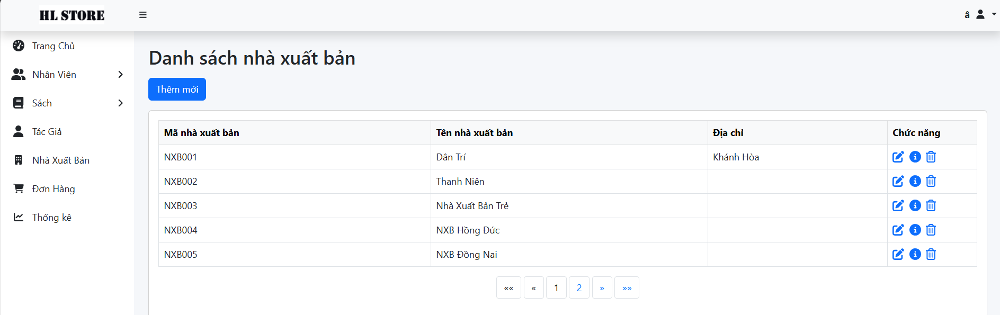 HL STORE
â
Trang Chủ
Nhân Viên
Sách
Tác Giả
Nhà Xuất Bản
Đơn Hàng
Thống kê
Danh sách nhà xuất bản
Thêm mới
Mã nhà xuất bản Tên nhà xuất bản Địa chỉ Chức năng
NXB001 Dân Trí Khánh Hòa
NXB002 Thanh Niên
NXB003 Nhà Xuất Bản Trẻ
NXB004 NXB Hồng Đức
NXB005 NXB Đồng Nai
«« « 1 2 » »»